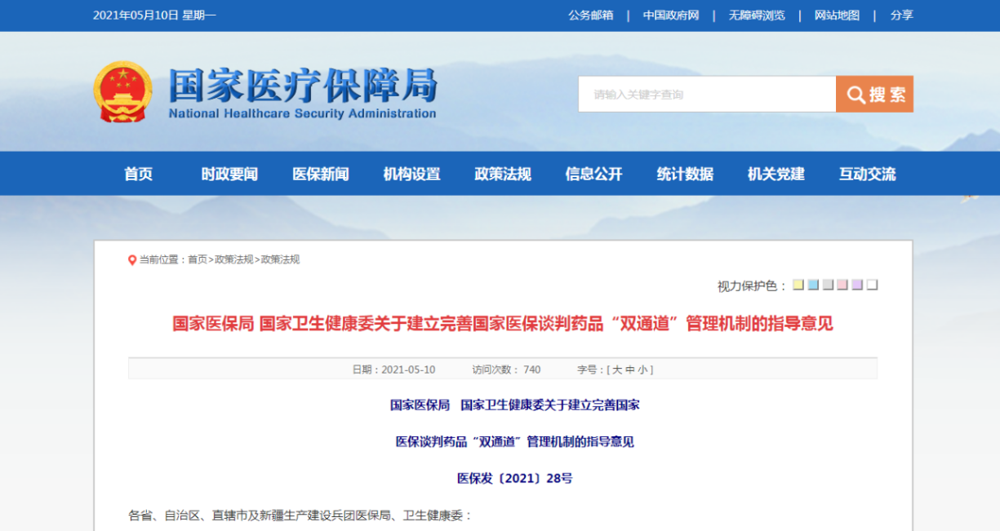 2021年05月10日 星期一
公务邮箱 | 中国政府网 | 无障碍浏览 | 网站地图 | 分享
国家医疗保障局
National Healthcare Security Administration
请输入关键字查询
搜索
首页 时政要闻 医保新闻 机构设置 政策法规 信息公开 统计数据 机关党建 互动交流
当前位置：首页>政策法规>政策法规
视力保护色：
国家医保局 国家卫生健康委关于建立完善国家医保谈判药品“双通道”管理机制的指导意见
日期：2021-05-10 访问次数： 740 字号：[ 大 中 小 ]
国家医保局 国家卫生健康委关于建立完善国家
医保谈判药品“双通道”管理机制的指导意见
医保发〔2021〕28号
各省、自治区、直辖市及新疆生产建设兵团医保局、卫生健康委：